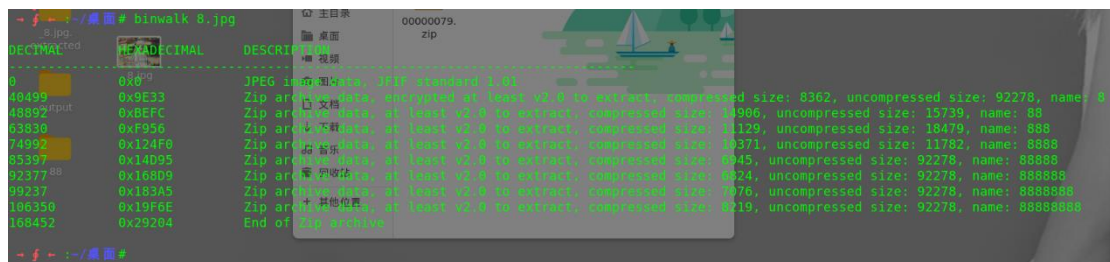 → ∮ ← :~/桌面# binwalk 8.jpg
主目录
00000079.
zip
_8.jpg.
extracted
桌面
DECIMAL HEXADECIMAL DESCRIPTION
视频
--------------------------------------------------------------------------------
8.jpg
0 0x0 JPEG image data, JFIF standard 1.01
40499 0x9E33 Zip archive data, encrypted at least v2.0 to extract, compressed size: 8362, uncompressed size: 92278, name: 8
output
文档
48892 0xBEFC Zip archive data, at least v2.0 to extract, compressed size: 14906, uncompressed size: 15739, name: 88
63830 0xF956 Zip archive data, at least v2.0 to extract, compressed size: 11129, uncompressed size: 18479, name: 888
74992 0x124F0 Zip archive data, at least v2.0 to extract, compressed size: 10371, uncompressed size: 11782, name: 8888
85397 0x14D95 Zip archive data, at least v2.0 to extract, compressed size: 6945, uncompressed size: 92278, name: 88888
88
92377 0x168D9 Zip archive data, at least v2.0 to extract, compressed size: 6824, uncompressed size: 92278, name: 888888
99237 0x183A5 Zip archive data, at least v2.0 to extract, compressed size: 7076, uncompressed size: 92278, name: 8888888
其他位置
106350 0x19F6E Zip archive data, at least v2.0 to extract, compressed size: 8219, uncompressed size: 92278, name: 88888888
168452 0x29204 End of Zip archive
→ ∮ ← :~/桌面#